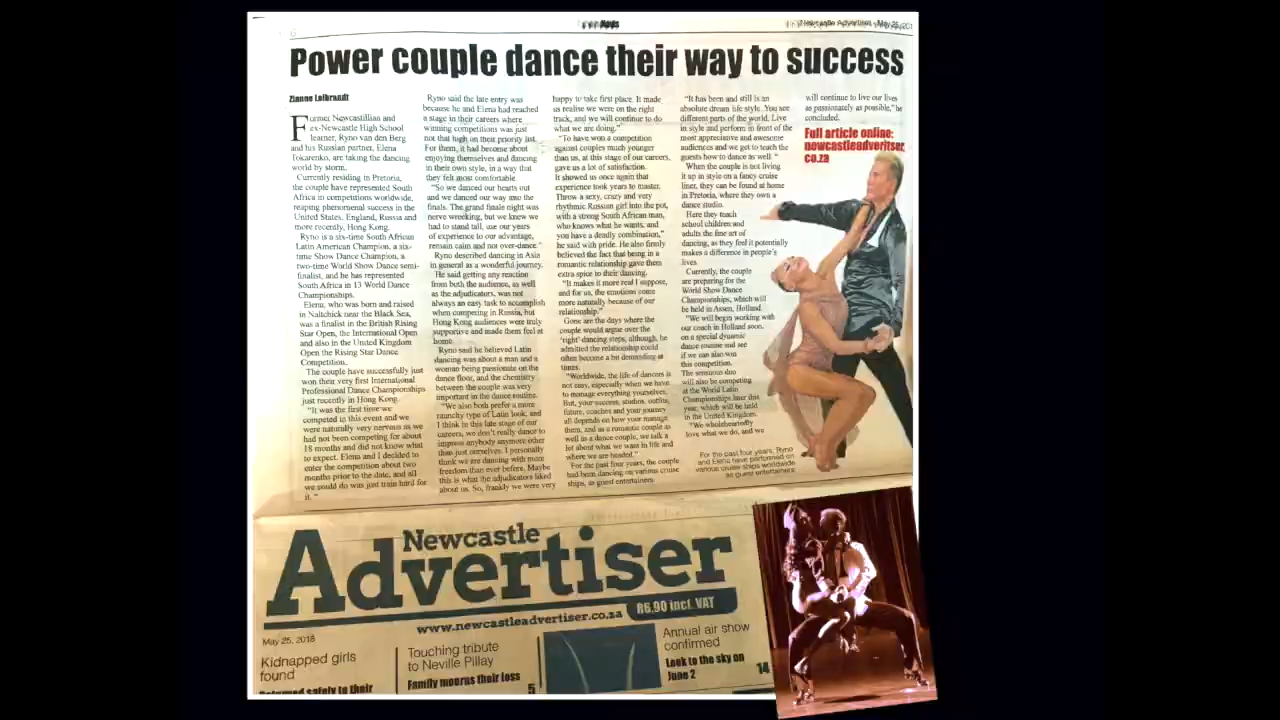 News
Newcastle Advertiser May 25, 201
Power couple dance their way to success
Zianne Leibrandt
Former Newcastillian and
ex-Newcastle High School
learner, Ryno van den Berg
and his Russian partner, Elena
Tokarenko, are taking the dancing
world by storm.
Currently residing in Pretoria,
the couple have represented South
Africa in competitions worldwide,
reaping phenomenal success in the
United States, England, Russia and
more recently, Hong Kong.
Ryno is a six-time South African
Latin American Champion, a six-
time Show Dance Champion, a
two-time World Show Dance semi-
finalist, and he has represented
South Africa in 13 World Dance
Championships.
Elena, who was born and raised
in Naltchick near the Black Sea,
was a finalist in the British Rising
Star Open, the International Open
and also in the United Kingdom
Open the Rising Star Dance
Competition.
The couple have successfully just
won their very first International
Professional Dance Championships
just recently in Hong Kong.
"It was the first time we
competed in this event and we
were naturally very nervous as we
had not been competing for about
18 months and did not know what
to expect. Elena and I decided to
enter the competition about two
months prior to the date, and all
we could do was just train hard for
it. "
Ryno said the late entry was
because he and Elena had reached
a stage in their careers where
winning competitions was just
not that high on their priority list.
For them, it had become about
enjoying themselves and dancing
in their own style, in a way that
they felt most comfortable.
"So we danced our hearts out
and we danced our way into the
finals. The grand finale night was
nerve wrecking, but we knew we
had to stand tall, use our years
of experience to our advantage,
remain calm and not over-dance."
Ryno described dancing in Asia
in general as a wonderful journey.
He said getting any reaction
from both the audience, as well
as the adjudicators, was not
always an easy task to accomplish
when competing in Russia, but
Hong Kong audiences were truly
supportive and made them feel at
home.
Ryno said he believed Latin
dancing was about a man and a
woman being passionate on the
dance floor, and the chemistry
between the couple was very
important in the dance routine.
"We also both prefer a more
raunchy type of Latin look, and
I think in this late stage of our
careers, we don't really dance to
impress anybody anymore other
than just ourselves. I personally
think we are dancing with more
freedom than ever before. Maybe
this is what the adjudicators liked
about us. So, frankly we were very
happy to take first place. It made
us realise we were on the right
track, and we will continue to do
what we are doing."
"To have won a competition
against couples much younger
than us, at this stage of our careers,
gave us a lot of satisfaction.
It showed us once again that
experience took years to master.
Throw a sexy, crazy and very
rhythmic Russian girl into the pot,
with a strong South African man,
who knows what he wants, and
you have a deadly combination,"
he said with pride. He also firmly
believed the fact that being in a
romantic relationship gave them
extra spice to their dancing.
"It makes it more real I suppose,
and for us, the emotions come
more naturally because of our
relationship."
Gone are the days where the
couple would argue over the
'right' dancing steps, although, he
admitted the relationship could
often become a bit demanding at
times.
"Worldwide, the life of dancers is
not easy, especially when we have
to manage everything yourselves.
But, your success, studios, outfits,
future, coaches and your journey
all depends on how your manage
them, and as a romantic couple as
well as a dance couple, we talk a
lot about what we want in life and
where we are headed."
For the past four years, the couple
had been dancing on various cruise
ships, as guest entertainers.
"It has been and still is an
absolute dream life style. You see
different parts of the world. Live
in style and perform in front of the
most appreciative and awesome
audiences and we get to teach the
guests how to dance as well. "
When the couple is not living
it up in style on a fancy cruise
liner, they can be found at home
in Pretoria, where they own a
dance studio.
Here they teach
school children and
adults the fine art of
dancing, as they feel it potentially
makes a difference in people's
lives.
Currently, the couple
are preparing for the
World Show Dance
Championships, which will
be held in Assen, Holland.
"We will begin working with
our coach in Holland soon,
on a special dynamic
dance routine and see
if we can also won
this competition.
The sensuous duo
will also be competing
at the World Latin
Championships later this
year, which will be held
in the United Kingdom.
"We wholeheartedly
love what we do, and we
will continue to live our lives
as passionately as possible," he
concluded.
Full article online:
newcastleadveritser.
co.za
For the past four years, Ryno
and Elena have performed on
various cruise ships worldwide
as guest entertainers.
Newcastle
Advertiser
www.newcastleadvertiser.co.za
R6.90 incl. VAT
May 25, 2018
Kidnapped girls
found
Returned safely to their
Touching tribute
to Neville Pillay
Family mourns their loss
5
Annual air show
confirmed
Look to the sky on
June 2
14